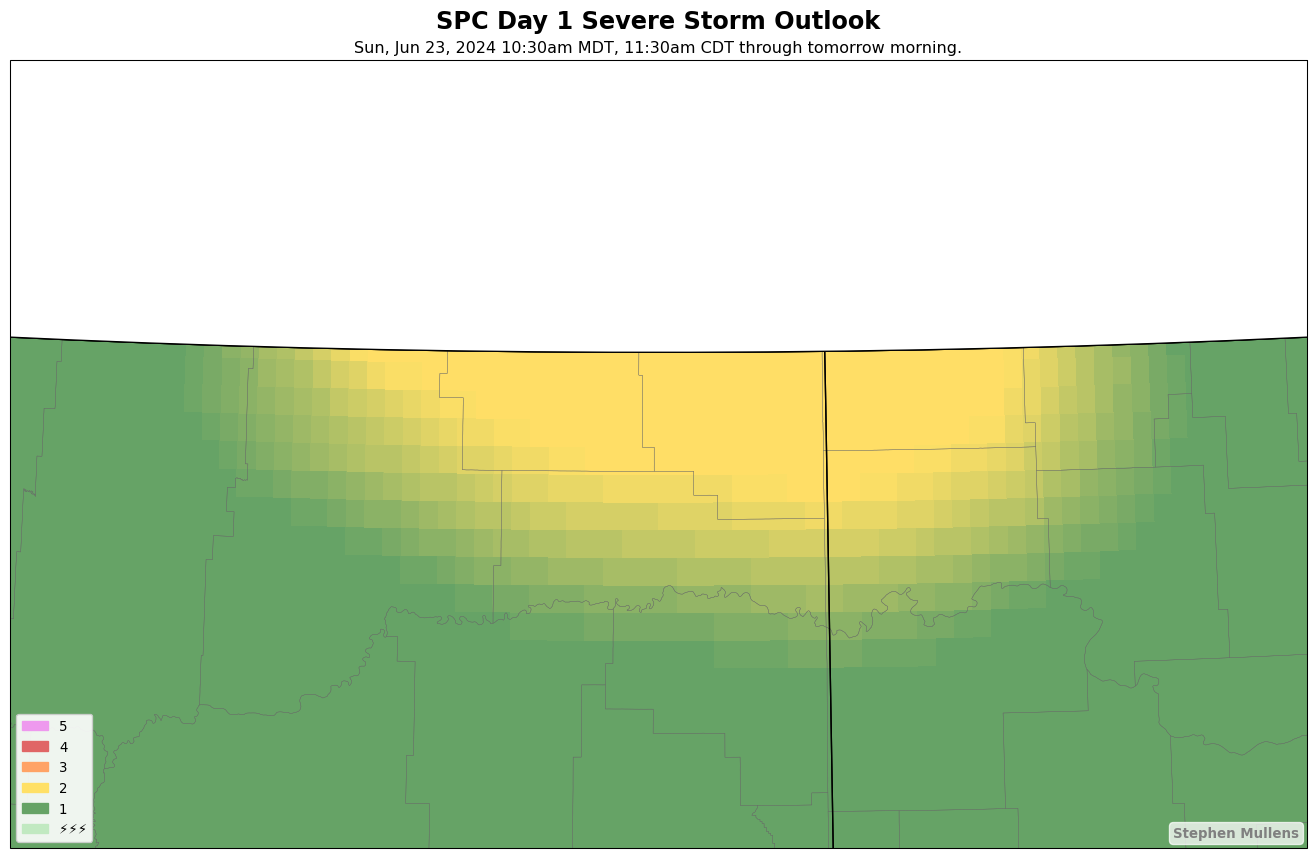 SPC Day 1 Severe Storm Outlook
Sun, Jun 23, 2024 10:30am MDT, 11:30am CDT through tomorrow morning.
5
4
3
2
1
⚡⚡⚡
Stephen Mullens